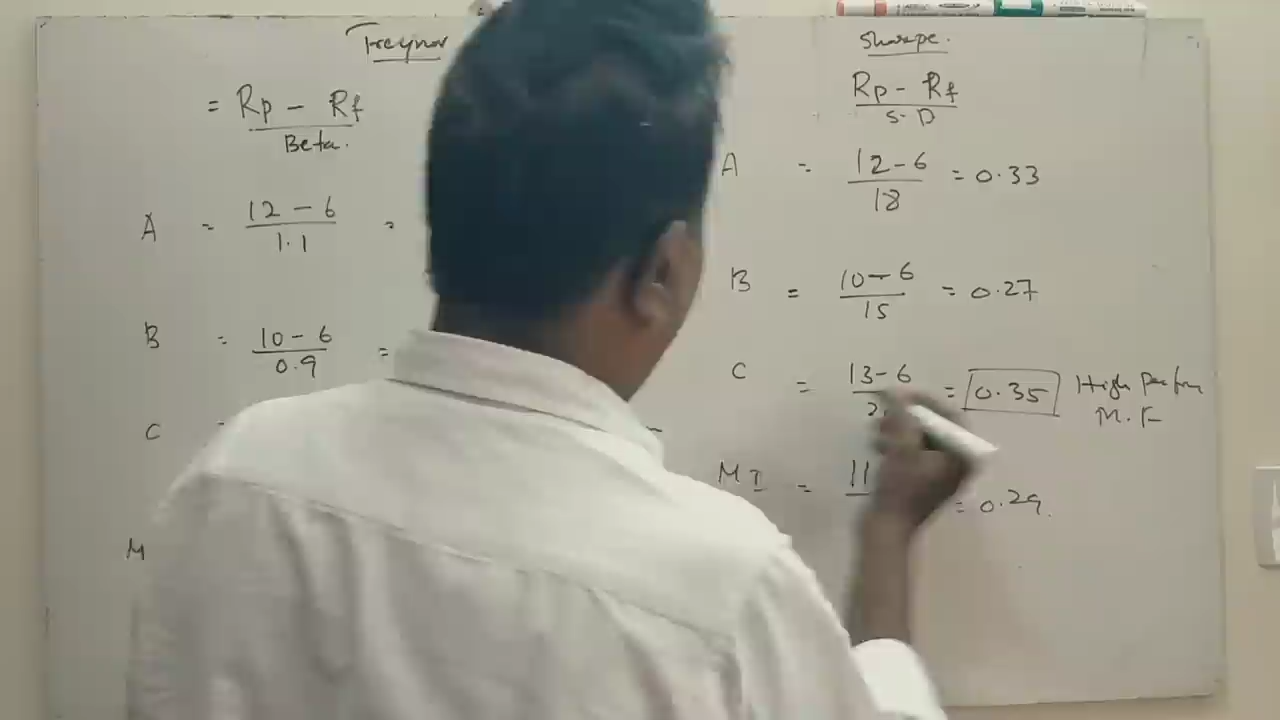 Treynor
= Rp - Rf
Beta.
A = 12 - 6 =
1.1
B = 10 - 6 =
0.9
C =
M
Sharpe.
Rp - Rf
S.D
A = 12 - 6 = 0.33
18
B = 10 - 6 = 0.27
15
C = 13 - 6 = 0.35 High
M.F
MI = 11
= 0.29.